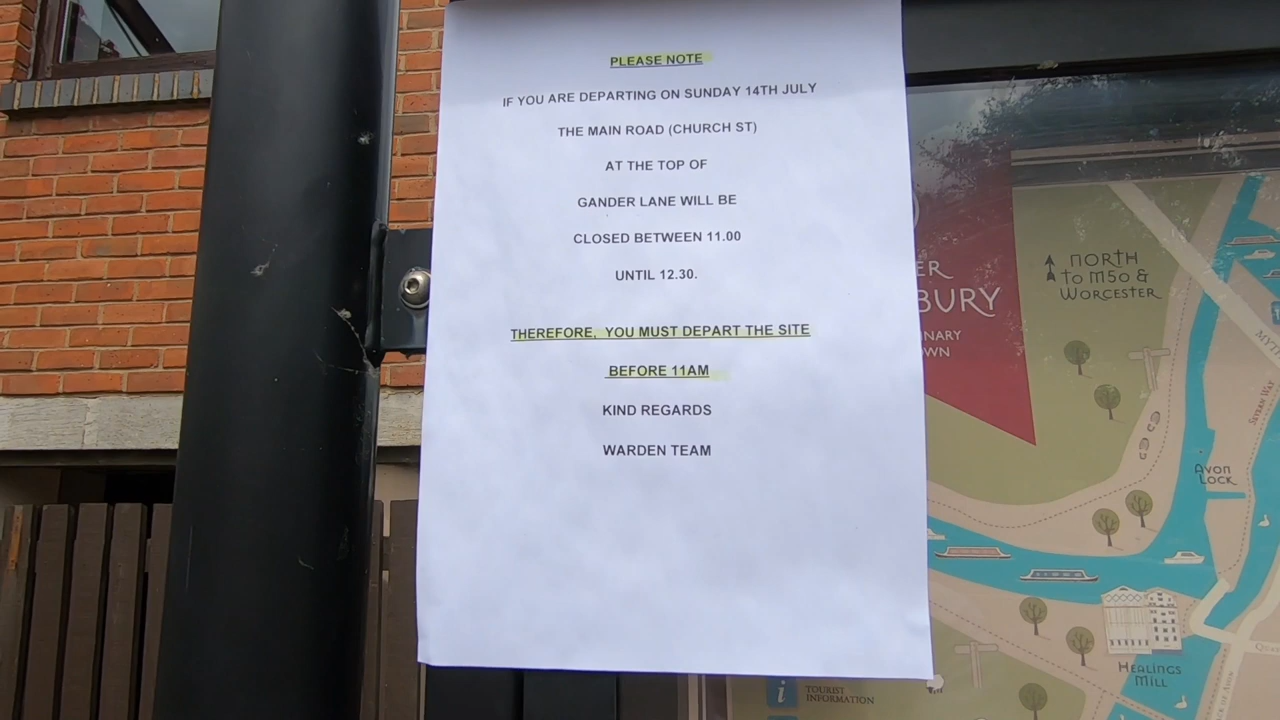 PLEASE NOTE
IF YOU ARE DEPARTING ON SUNDAY 14TH JULY
THE MAIN ROAD (CHURCH ST)
AT THE TOP OF
GANDER LANE WILL BE
CLOSED BETWEEN 11.00
UNTIL 12.30.
THEREFORE, YOU MUST DEPART THE SITE
BEFORE 11AM
KIND REGARDS
WARDEN TEAM
NORTH
TO M50 &
WORCESTER
SEVERN WAY
AVON
LOCK
HEALINGS
MILL
i
TOURIST
INFORMATION